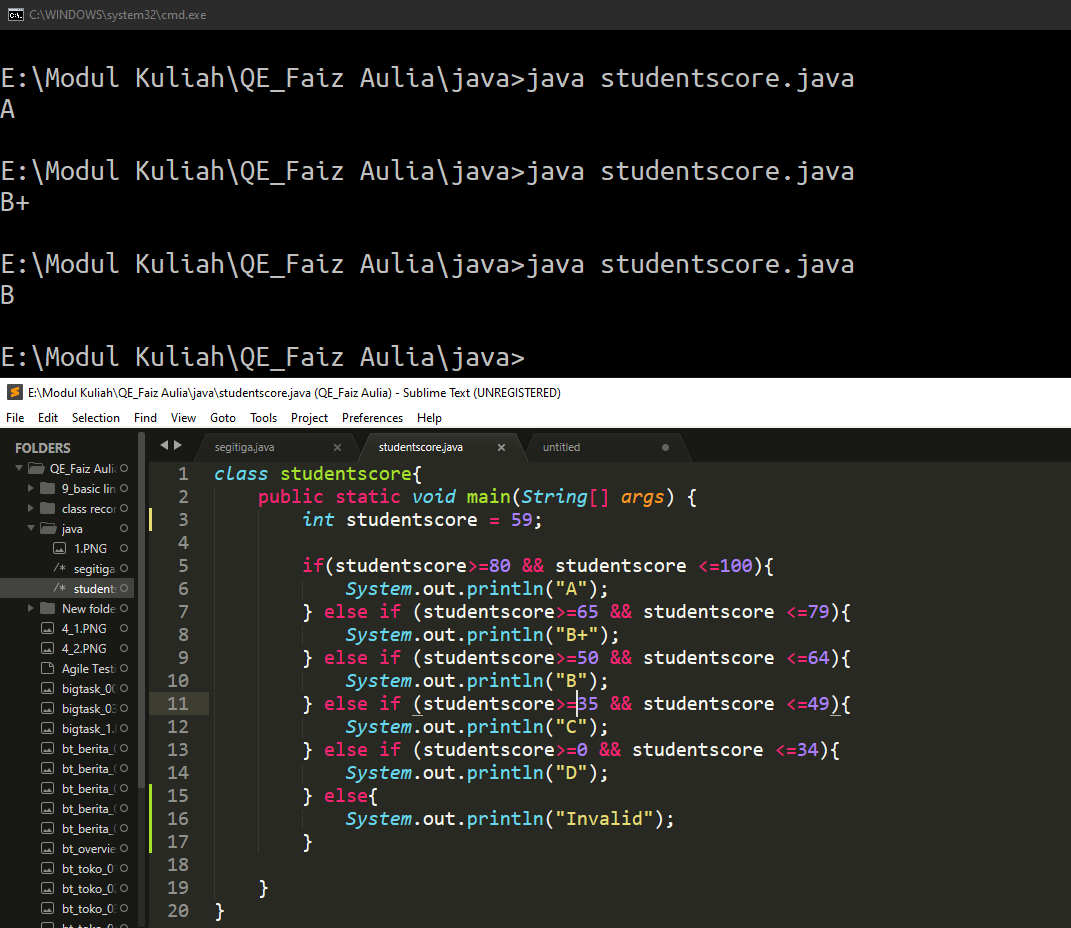 C:\WINDOWS\system32\cmd.exe
E:\Modul Kuliah\QE_Faiz Aulia\java>java studentscore.java
A
E:\Modul Kuliah\QE_Faiz Aulia\java>java studentscore.java
B+
E:\Modul Kuliah\QE_Faiz Aulia\java>java studentscore.java
B
E:\Modul Kuliah\QE_Faiz Aulia\java>
E:\Modul Kuliah\QE_Faiz Aulia\java\studentscore.java (QE_Faiz Aulia) - Sublime Text (UNREGISTERED)
File Edit Selection Find View Goto Tools Project Preferences Help
FOLDERS
QE_Faiz Auli
9_basic lin
class recor
java
1.PNG
/* segitiga
/* student
New folde
4_1.PNG
4_2.PNG
Agile Test
bigtask_00
bigtask_03
bigtask_1.
bt_berita_
bt_berita_
bt_berita_
bt_berita_
bt_berita_
bt_overvie
bt_toko_0
bt_toko_0
bt_toko_0
segitiga.java studentscore.java untitled
1 class studentscore{
2 public static void main(String[] args) {
3 int studentscore = 59;
4
5 if(studentscore>=80 && studentscore <=100){
6 System.out.println("A");
7 } else if (studentscore>=65 && studentscore <=79){
8 System.out.println("B+");
9 } else if (studentscore>=50 && studentscore <=64){
10 System.out.println("B");
11 } else if (studentscore>=35 && studentscore <=49){
12 System.out.println("C");
13 } else if (studentscore>=0 && studentscore <=34){
14 System.out.println("D");
15 } else{
16 System.out.println("Invalid");
17 }
18
19 }
20 }